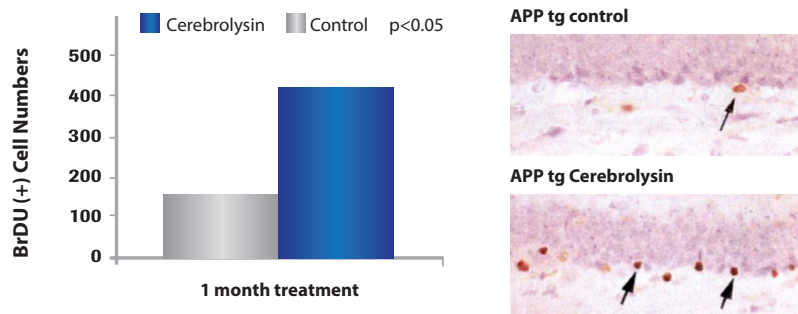 Cerebrolysin Control p<0.05
BrDU (+) Cell Numbers
500
400
300
200
100
0
1 month treatment
APP tg control
APP tg Cerebrolysin